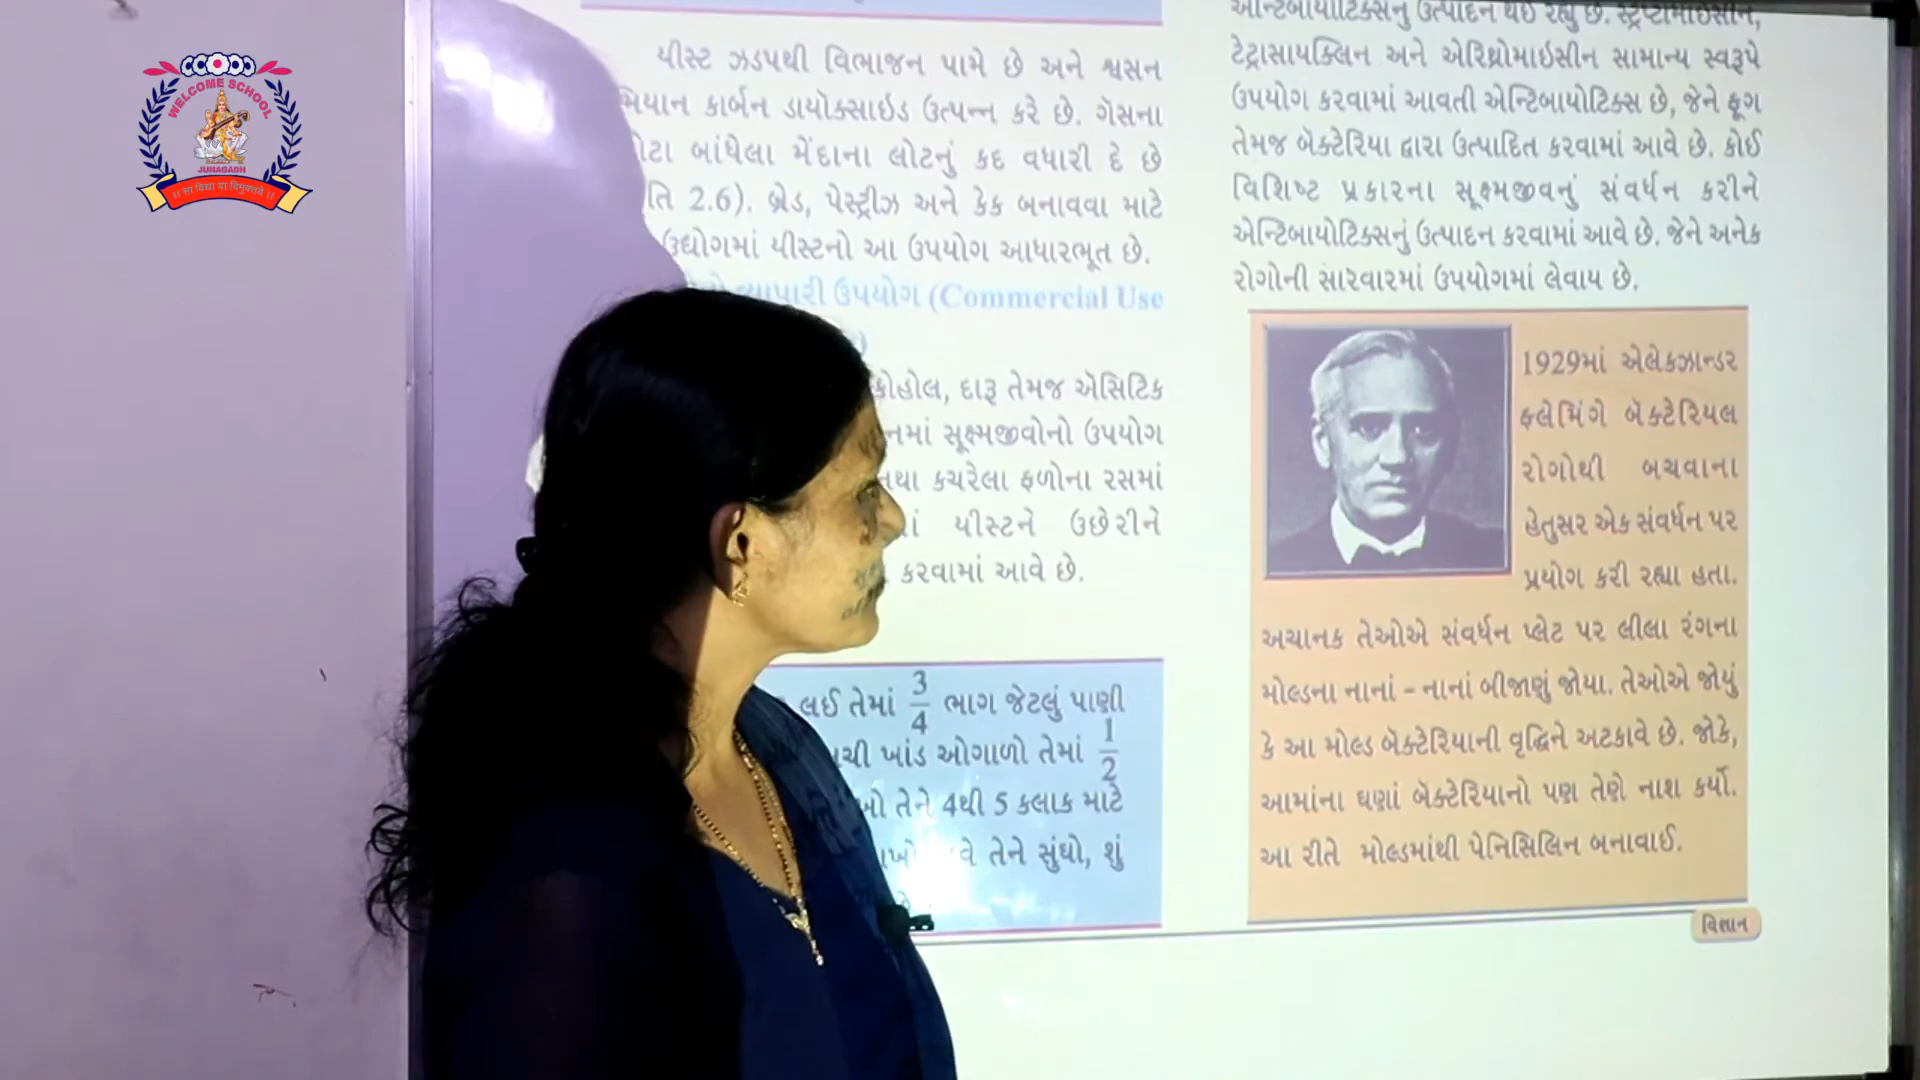 WELCOME SCHOOL
JUNAGADH
॥ सा विद्या या विमुक्तये ॥
યીસ્ટ ઝડપથી વિભાજન પામે છે અને શ્વસન
મિયાન કાર્બન ડાયૉક્સાઇડ ઉત્પન્ન કરે છે. ગૅસના
ોટા બાંધેલા મેંદાના લોટનું કદ વધારી દે છે
તિ 2.6). બ્રેડ, પેસ્ટ્રીઝ અને કેક બનાવવા માટે
ઉદ્યોગમાં યીસ્ટનો આ ઉપયોગ આધારભૂત છે.
વ્યાપારી ઉપયોગ (Commercial Use
કોહોલ, દારૂ તેમજ ઍસિટિક
નમાં સૂક્ષ્મજીવોનો ઉપયોગ
તથા કચરેલા ફળોના રસમાં
યીસ્ટને ઉછેરીને
કરવામાં આવે છે.
લઈ તેમાં 3/4 ભાગ જેટલું પાણી
મચી ખાંડ ઓગાળો તેમાં 1/2
ખો તેને 4થી 5 કલાક માટે
તેને સુંઘો, શું
ઍન્ટિબાયૉટિક્સનું ઉત્પાદન થઈ રહ્યું છે. સ્ટ્રેપ્ટોમાઇસીન,
ટેટ્રાસાયક્લિન અને એરિથ્રોમાઇસીન સામાન્ય સ્વરૂપે
ઉપયોગ કરવામાં આવતી એન્ટિબાયોટિક્સ છે, જેને ફૂગ
તેમજ બૅક્ટેરિયા દ્વારા ઉત્પાદિત કરવામાં આવે છે. કોઈ
વિશિષ્ટ પ્રકારના સૂક્ષ્મજીવનું સંવર્ધન કરીને
એન્ટિબાયોટિક્સનું ઉત્પાદન કરવામાં આવે છે. જેને અનેક
રોગોની સારવારમાં ઉપયોગમાં લેવાય છે.
1929માં એલેકઝાન્ડર
ફ્લેમિંગે બૅક્ટેરિયલ
રોગોથી બચવાના
હેતુસર એક સંવર્ધન પર
પ્રયોગ કરી રહ્યા હતા.
અચાનક તેઓએ સંવર્ધન પ્લેટ પર લીલા રંગના
મોલ્ડના નાનાં – નાનાં બીજાણું જોયા. તેઓએ જોયું
કે આ મોલ્ડ બૅક્ટેરિયાની વૃદ્ધિને અટકાવે છે. જોકે,
આમાંના ઘણાં બૅક્ટેરિયાનો પણ તેણે નાશ કર્યો.
આ રીતે મોલ્ડમાંથી પેનિસિલિન બનાવાઈ.
વિજ્ઞાન